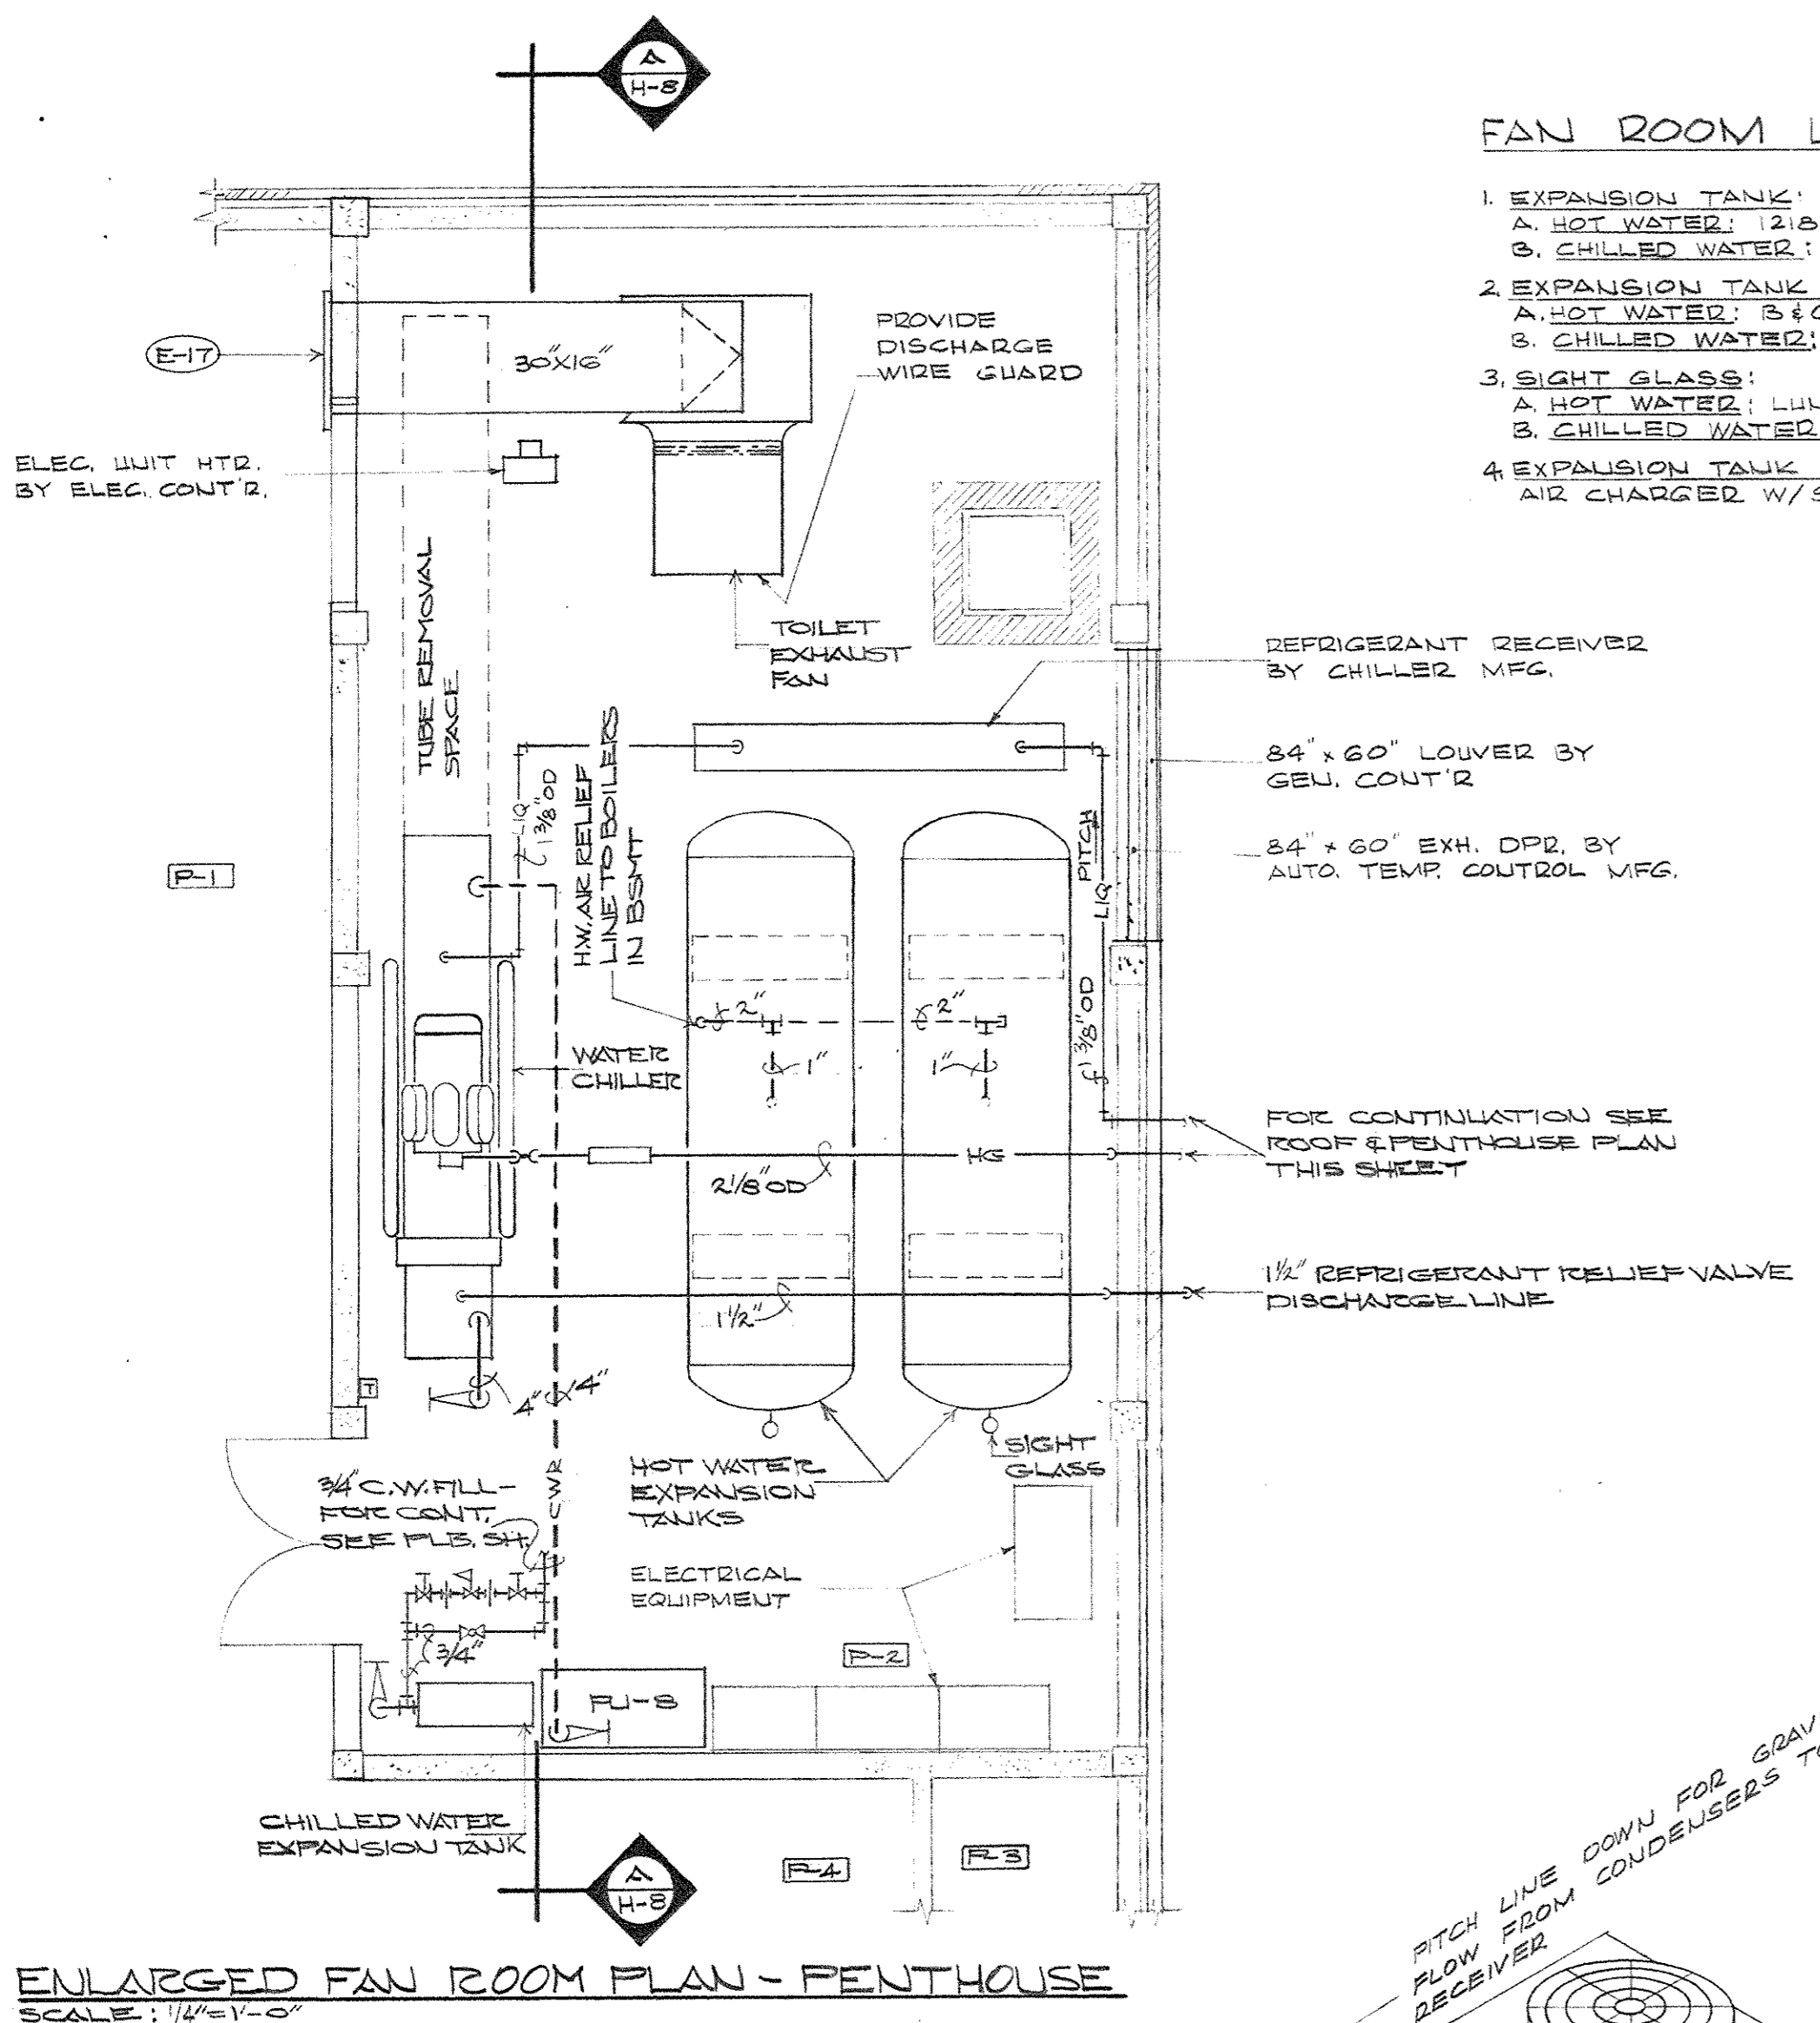 A
H-8
FAN ROOM L
1. EXPANSION TANK:
A. HOT WATER: 1218
B. CHILLED WATER:
2. EXPANSION TANK
A. HOT WATER: B & G
B. CHILLED WATER:
3. SIGHT GLASS:
A. HOT WATER: LUN
B. CHILLED WATER
4. EXPANSION TANK
AIR CHARGER W/ S
E-17
30"X16"
PROVIDE
DISCHARGE
WIRE GUARD
ELEC. UNIT HTR.
BY ELEC. CONT'R.
TUBE REMOVAL
SPACE
TOILET
EXHAUST
FAN
REFRIGERANT RECEIVER
BY CHILLER MFG.
84" x 60" LOUVER BY
GEN. CONT'R
84" x 60" EXH. DPR. BY
AUTO. TEMP. CONTROL MFG.
LIQ
1 3/8" OD
H.W. AIR RELIEF
LINE TO BOILERS
IN BSMT
PITCH
LIQ
1 3/8" OD
P-1
2"
2"
1"
1"
WATER
CHILLER
HG
2 1/8" OD
FOR CONTINUATION SEE
ROOF & PENTHOUSE PLAN
THIS SHEET
1 1/2" REFRIGERANT RELIEF VALVE
DISCHARGE LINE
1 1/2"
T
4"
4"
CWR
3/4" C.W. FILL-
FOR CONT.
SEE PLB. SH.
HOT WATER
EXPANSION
TANKS
SIGHT
GLASS
ELECTRICAL
EQUIPMENT
3/4"
P-2
FU-8
CHILLED WATER
EXPANSION TANK
A
H-8
P-4
P-3
PITCH LINE DOWN FOR GRAV
FLOW FROM CONDENSERS TO
RECEIVER
ENLARGED FAN ROOM PLAN - PENTHOUSE
SCALE: 1/4"=1'-0"